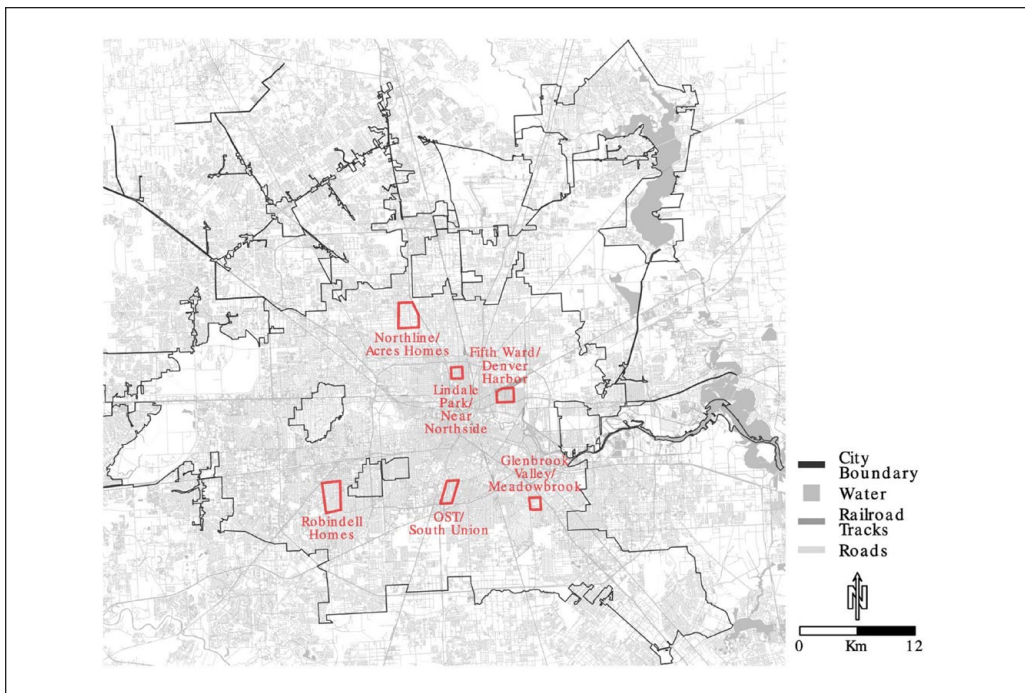 Northline/
Acres Homes
Fifth Ward/
Denver
Harbor
Lindale
Park/
Near
Northside
Glenbrook
Valley/
Meadowbrook
Robindell
Homes
OST/
South Union
City
Boundary
Water
Railroad
Tracks
Roads
N
0 Km 12